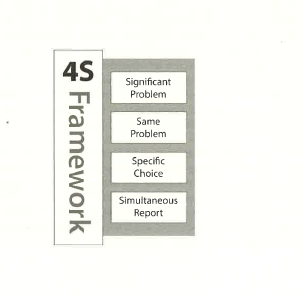 4S
Framework
Significant
Problem
Same
Problem
Specific
Choice
Simultaneous
Report